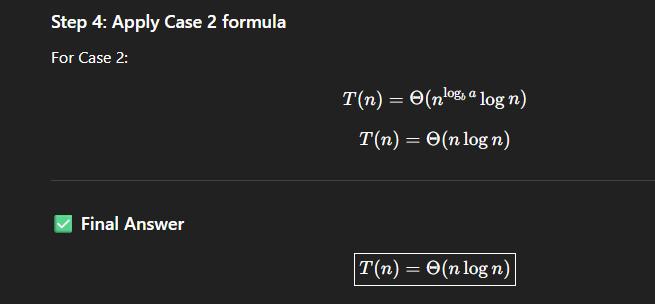 Step 4: Apply Case 2 formula
For Case 2:
T(n) = Θ(n^{log_b a} log n)
T(n) = Θ(n log n)
✅ Final Answer
T(n) = Θ(n log n)